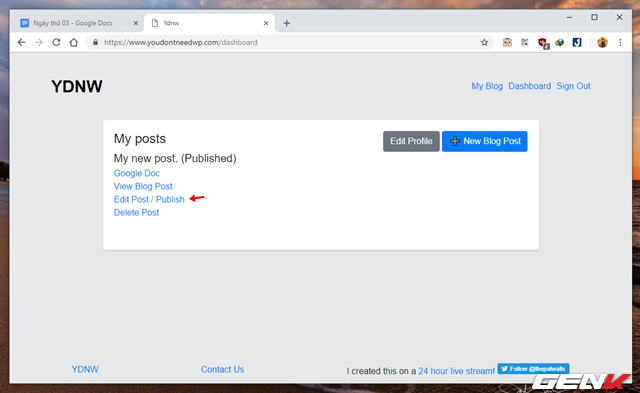 Ngày thứ 03 - Google Docs
Ydnw
https://www.youdontneedwp.com/dashboard
YDNW
My Blog Dashboard Sign Out
My posts
Edit Profile
New Blog Post
My new post. (Published)
Google Doc
View Blog Post
Edit Post / Publish
Delete Post
YDNW
Contact Us
I created this on a 24 hour live stream!
Follow @thepatwalls
GENK